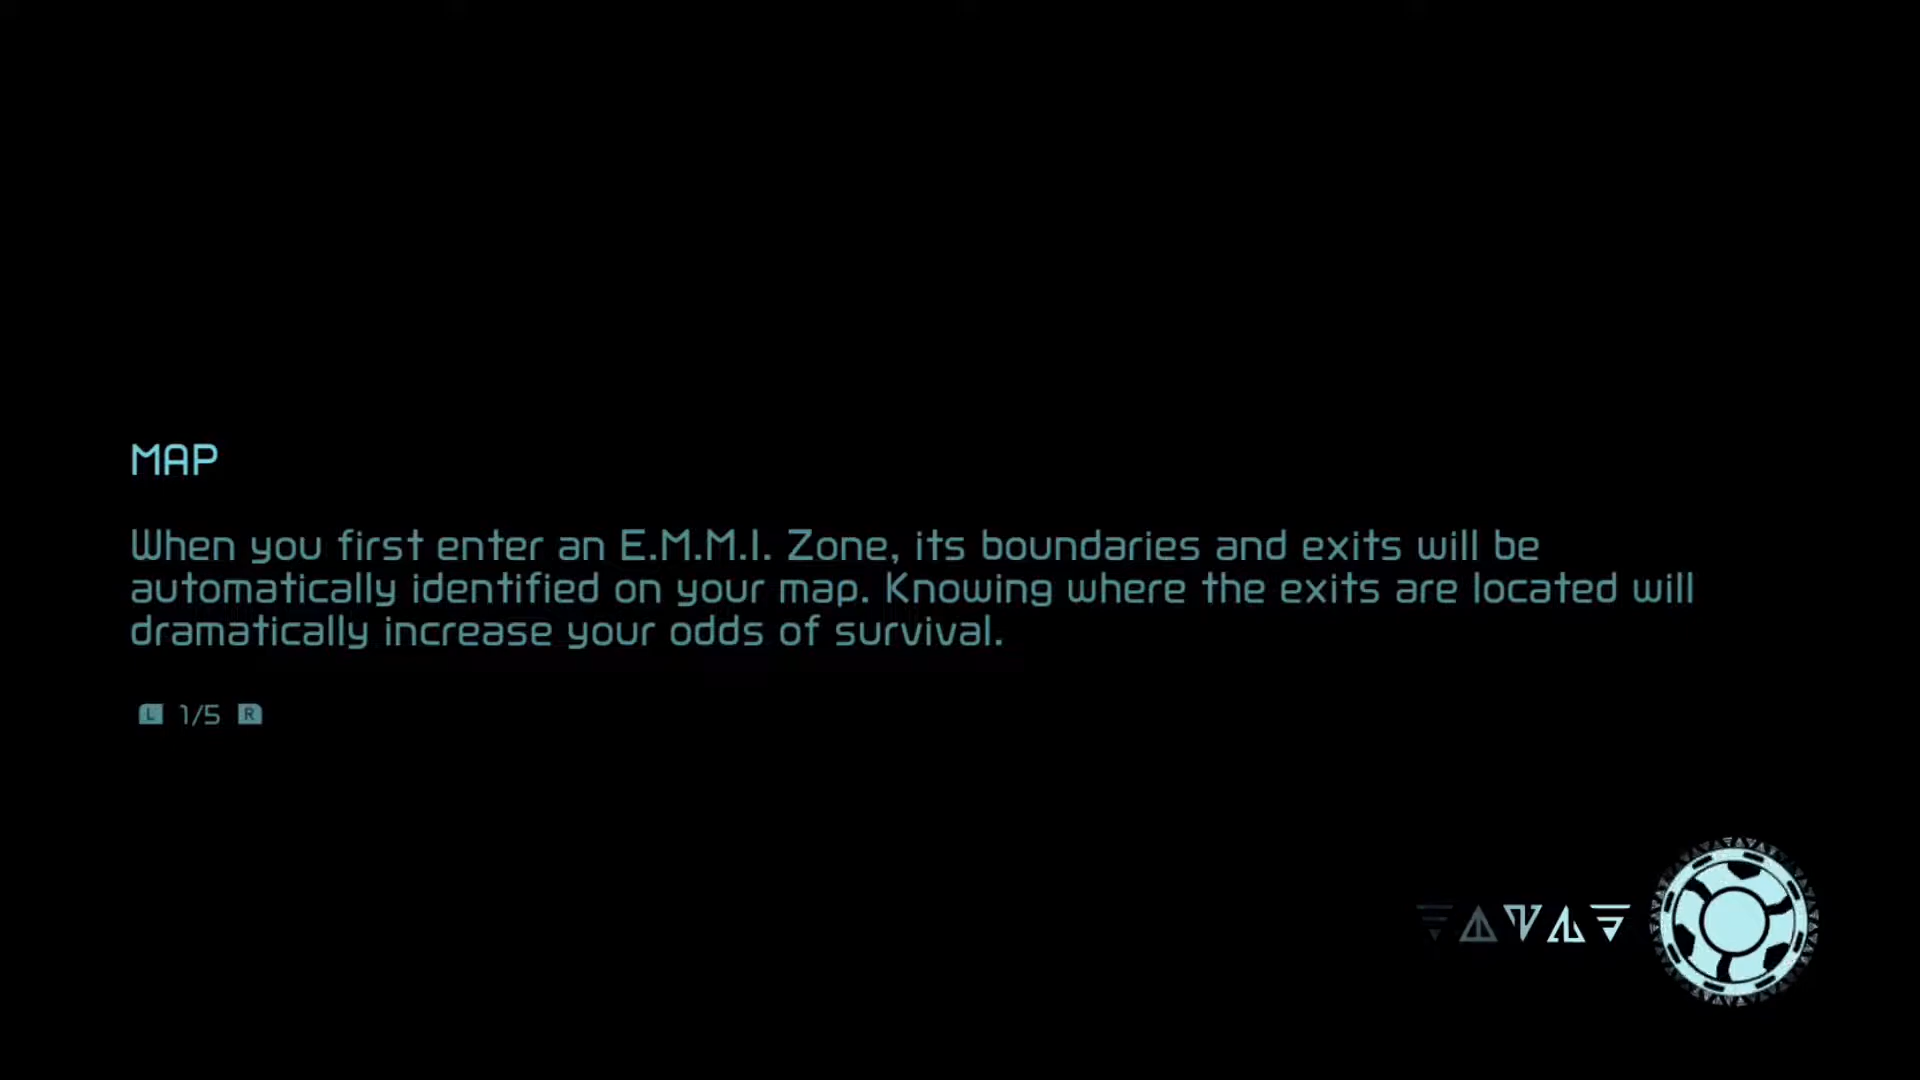 MAP
When you first enter an E.M.M.I. Zone, its boundaries and exits will be
automatically identified on your map. Knowing where the exits are located will
dramatically increase your odds of survival.
L 1/5 R